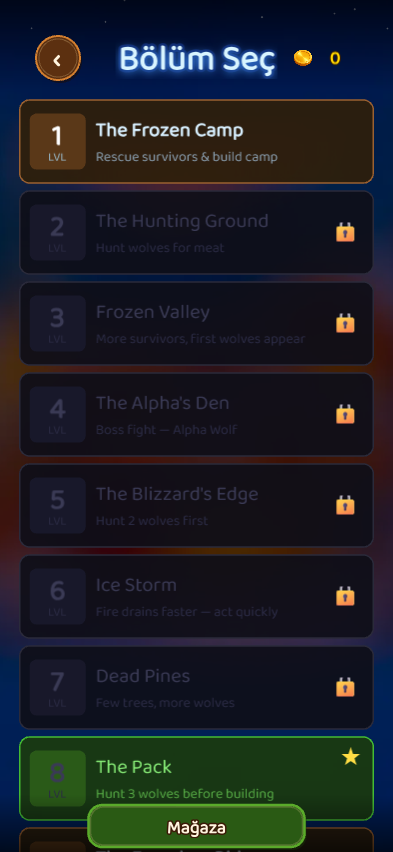 ‹ Bölüm Seç 0
1 LVL
The Frozen Camp
Rescue survivors & build camp
2 LVL
The Hunting Ground
Hunt wolves for meat
3 LVL
Frozen Valley
More survivors, first wolves appear
4 LVL
The Alpha's Den
Boss fight — Alpha Wolf
5 LVL
The Blizzard's Edge
Hunt 2 wolves first
6 LVL
Ice Storm
Fire drains faster — act quickly
7 LVL
Dead Pines
Few trees, more wolves
8 LVL
The Pack
Hunt 3 wolves before building
Mağaza